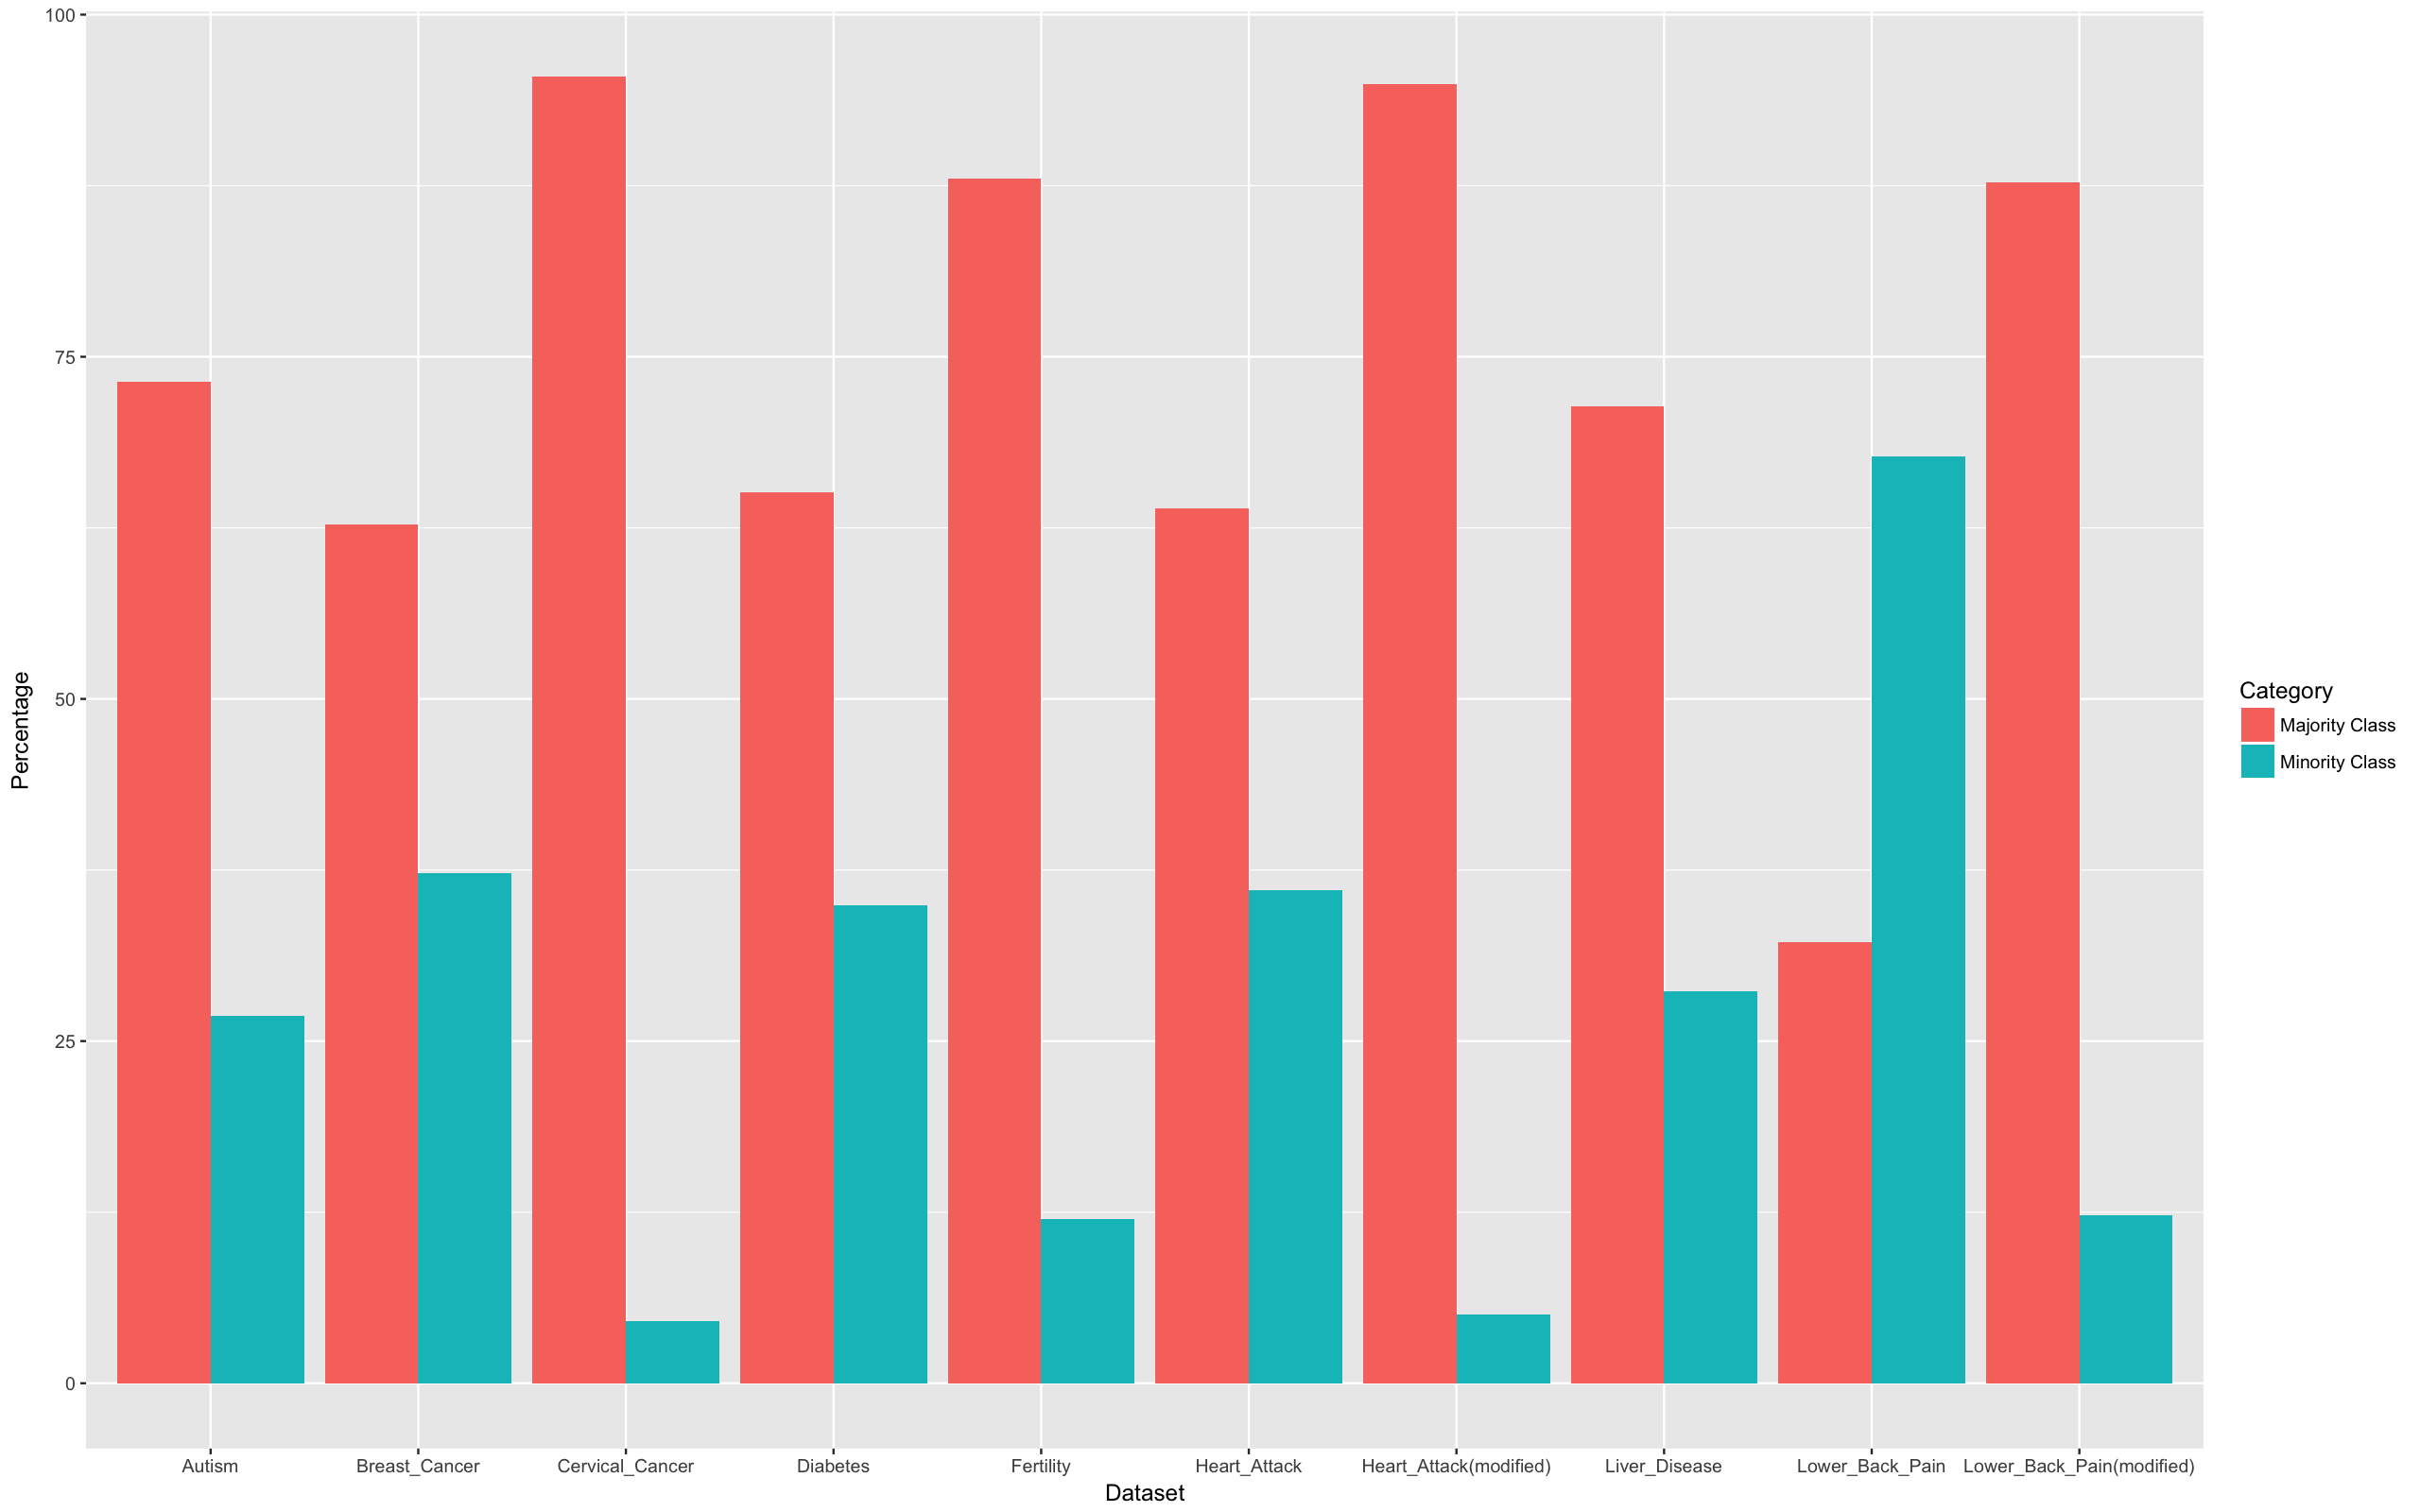 100
75
50
25
0
Percentage
Autism
Breast_Cancer
Cervical_Cancer
Diabetes
Fertility
Heart_Attack
Heart_Attack(modified)
Liver_Disease
Lower_Back_Pain
Lower_Back_Pain(modified)
Dataset
Category
Majority Class
Minority Class